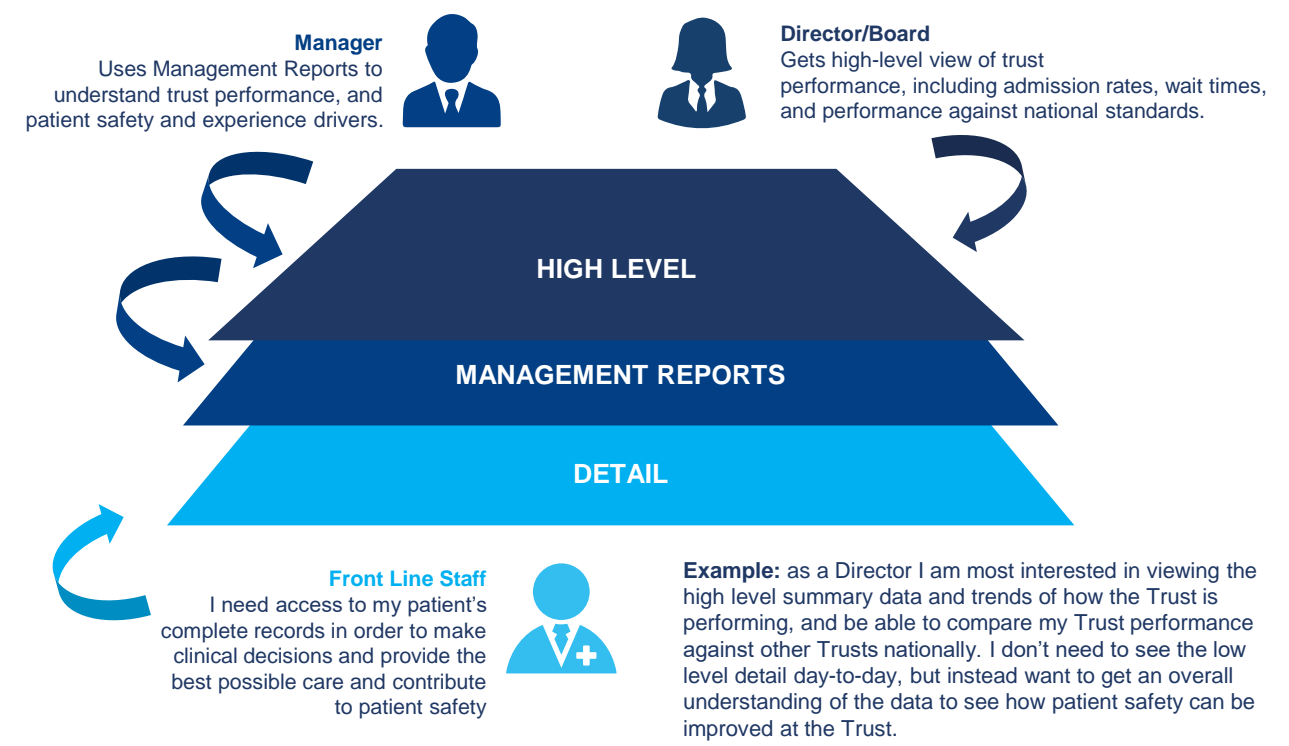 Manager
Uses Management Reports to
understand trust performance, and
patient safety and experience drivers.
Director/Board
Gets high-level view of trust
performance, including admission rates, wait times,
and performance against national standards.
HIGH LEVEL
MANAGEMENT REPORTS
DETAIL
Front Line Staff
I need access to my patient's
complete records in order to make
clinical decisions and provide the
best possible care and contribute
to patient safety
Example: as a Director I am most interested in viewing the
high level summary data and trends of how the Trust is
performing, and be able to compare my Trust performance
against other Trusts nationally. I don't need to see the low
level detail day-to-day, but instead want to get an overall
understanding of the data to see how patient safety can be
improved at the Trust.